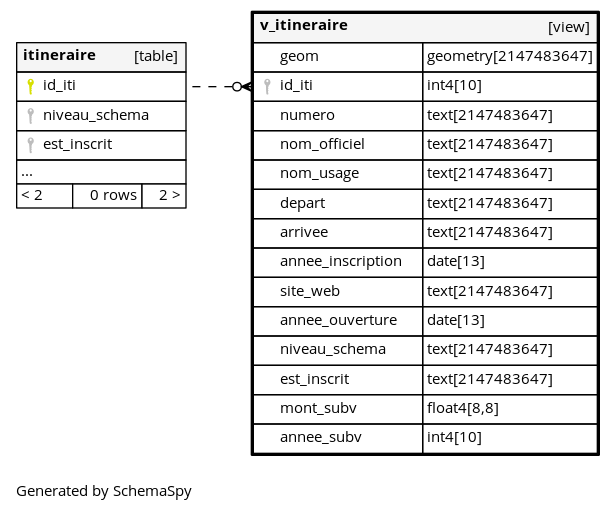 itineraire [table]
id_iti
niveau_schema
est_inscrit
...
< 2 0 rows 2 >
v_itineraire [view]
geom geometry[2147483647]
id_iti int4[10]
numero text[2147483647]
nom_officiel text[2147483647]
nom_usage text[2147483647]
depart text[2147483647]
arrivee text[2147483647]
annee_inscription date[13]
site_web text[2147483647]
annee_ouverture date[13]
niveau_schema text[2147483647]
est_inscrit text[2147483647]
mont_subv float4[8,8]
annee_subv int4[10]
Generated by SchemaSpy